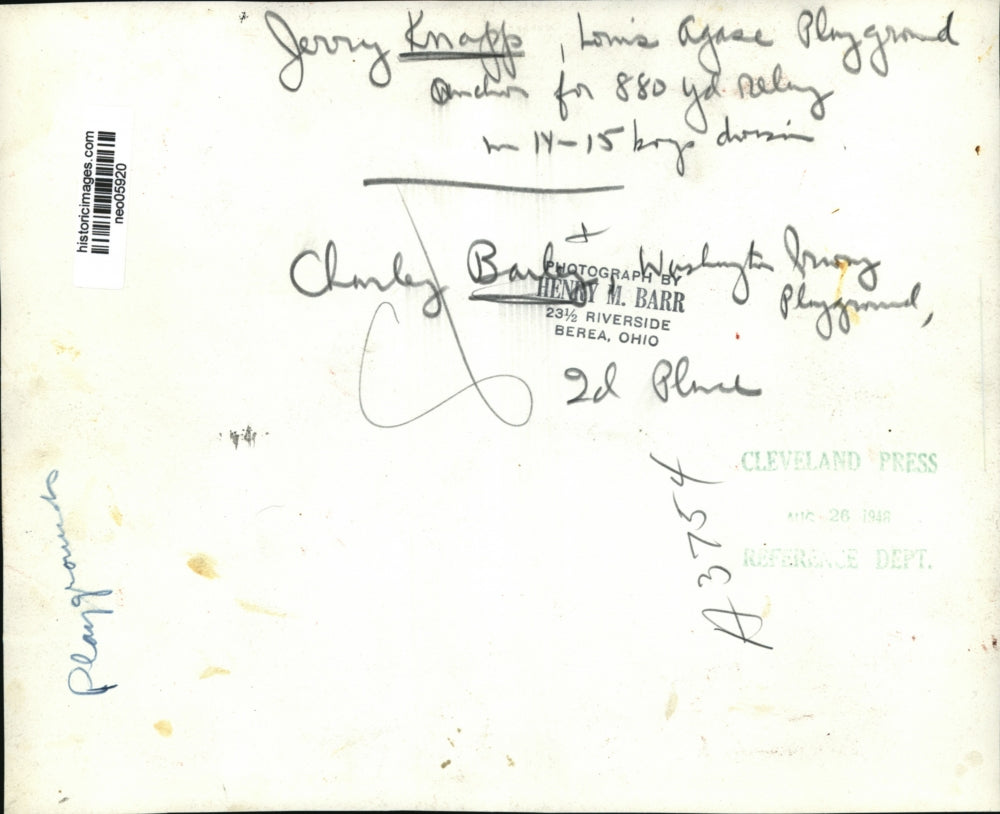 Jerry Knapp, Louis Agase Playground
Anchor for 880 yd relay
in 14-15 boys division
historicimages.com
neo05920
Charley Washington Irving
Playground,
PHOTOGRAPH BY
HENRY M. BARR
23½ RIVERSIDE
BEREA, OHIO
2d Place
CLEVELAND PRESS
AUG 26 1948
REFERENCE DEPT.
A3754
Playgrounds